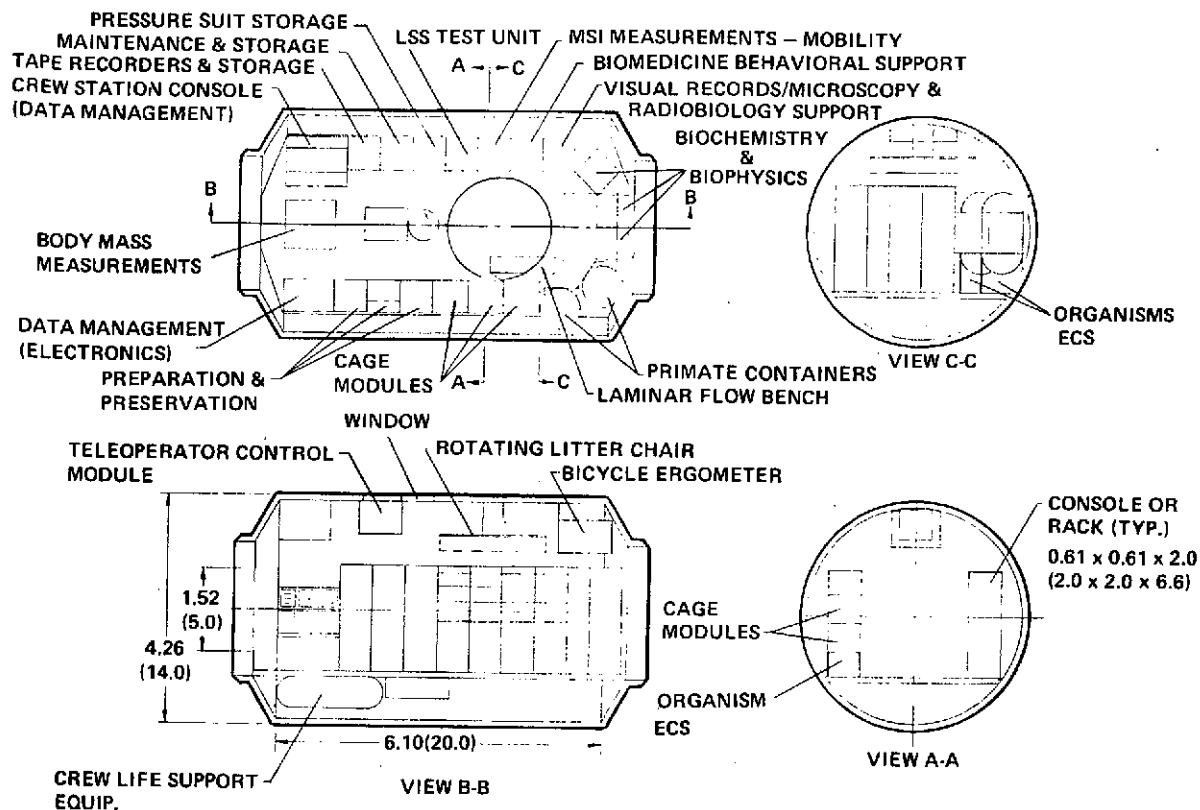 PRESSURE SUIT STORAGE
MAINTENANCE & STORAGE
TAPE RECORDERS & STORAGE
CREW STATION CONSOLE
(DATA MANAGEMENT)
LSS TEST UNIT
A
C
MSI MEASUREMENTS – MOBILITY
BIOMEDICINE BEHAVIORAL SUPPORT
VISUAL RECORDS/MICROSCOPY &
RADIOBIOLOGY SUPPORT
BIOCHEMISTRY
&
BIOPHYSICS
B
B
BODY MASS
MEASUREMENTS
DATA MANAGEMENT
(ELECTRONICS)
PREPARATION &
PRESERVATION
CAGE
MODULES
A
C
PRIMATE CONTAINERS
LAMINAR FLOW BENCH
ORGANISMS
ECS
VIEW C-C
WINDOW
TELEOPERATOR CONTROL
MODULE
ROTATING LITTER CHAIR
BICYCLE ERGOMETER
1.52
(5.0)
4.26
(14.0)
6.10(20.0)
CREW LIFE SUPPORT
EQUIP.
VIEW B-B
CONSOLE OR
RACK (TYP.)
0.61 x 0.61 x 2.0
(2.0 x 2.0 x 6.6)
CAGE
MODULES
ORGANISM
ECS
VIEW A-A